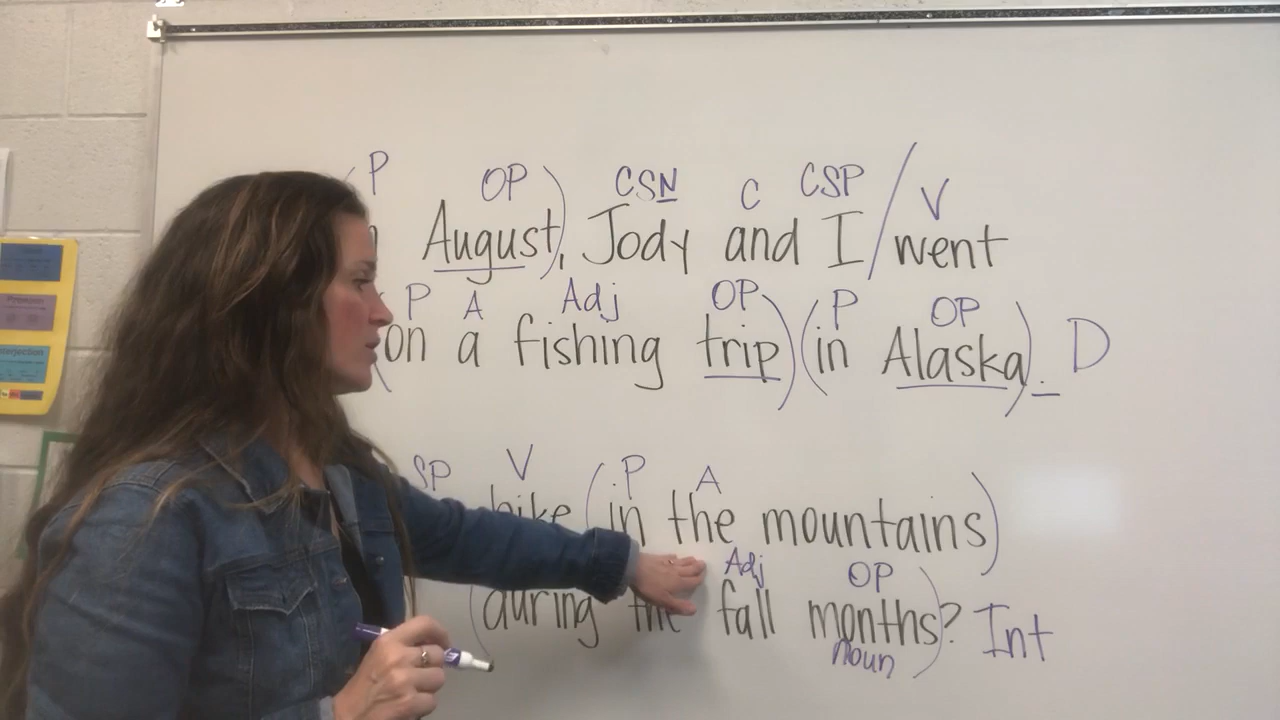 P OP CSN C CSP V
August), Jody and I / went
P A Adj OP P OP
(on a fishing trip) (in Alaska). D
SP V P A
hike (in the mountains)
Adj OP
(during the fall months)? Int
noun